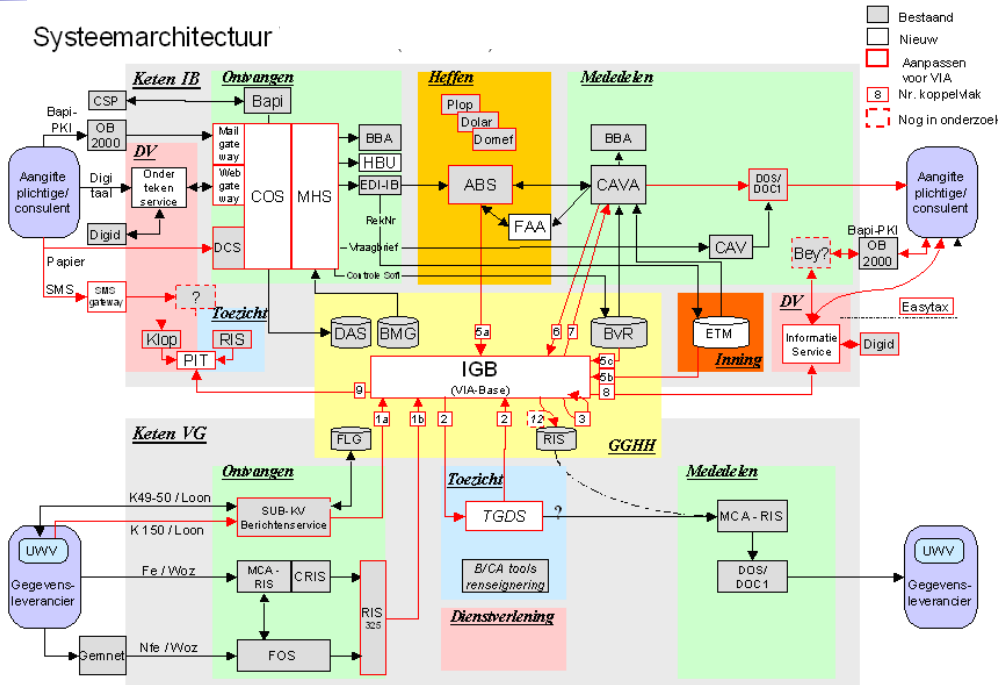 Systeemarchitectuur
Bestaand
Nieuw
Aanpassen
voor VIA
8 Nr. koppelvlak
Nog in onderzoek
Keten IB
Ontvangen
Heffen
Mededelen
CSP
Bapi
Bapi-
PKI
OB
2000
Mail
gate
way
Plop
Dolar
Domef
BBA
HBU
EDI-IB
BBA
DV
Aangifte
plichtige/
consulent
Digi
taal
Onder
teken
service
Web
gate
way
COS
MHS
ABS
CAVA
DOS/
DOC1
Aangifte
plichtige/
consulent
RekNr
FAA
Digid
DCS
Vraagbrief
CAV
Bapi-PKI
OB
2000
Bey?
Papier
Controle Sofi
SMS
SMS
gateway
?
Toezicht
DV
Easytax
Klop
RIS
DAS
BMG
5a
6
7
BvR
ETM
Informatie
Service
Digid
PIT
IGB
(VIA-Base)
5c
5b
8
Inning
9
1a
1b
2
2
12
3
Keten VG
FLG
RIS
GGHH
Ontvangen
Toezicht
Mededelen
K49-50 / Loon
SUB-KV
Berichtenservice
K150 / Loon
TGDS
?
MCA-RIS
UWV
Gegevens-
leverancier
Fe / Woz
MCA-
RIS
CRIS
RIS
325
B/CA tools
renseignering
DOS/
DOC1
UWV
Gegevens-
leverancier
Dienstverlening
Gemnet
Nfe / Woz
FOS